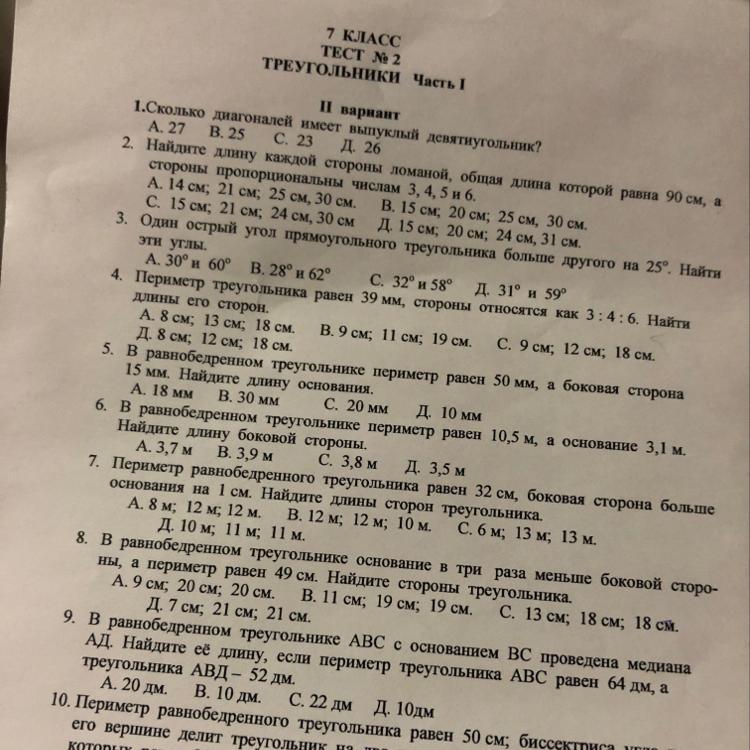 7 КЛАСС
ТЕСТ № 2
ТРЕУГОЛЬНИКИ Часть I
II вариант
1.Сколько диагоналей имеет выпуклый девятиугольник?
А. 27 В. 25 С. 23 Д. 26
2. Найдите длину каждой стороны ломаной, общая длина которой равна 90 см, а
стороны пропорциональны числам 3, 4, 5 и 6.
А. 14 см; 21 см; 25 см, 30 см. В. 15 см; 20 см; 25 см, 30 см.
С. 15 см; 21 см; 24 см, 30 см Д. 15 см; 20 см; 24 см, 31 см.
3. Один острый угол прямоугольного треугольника больше другого на 25°. Найти
эти углы.
А. 30° и 60° В. 28° и 62° С. 32° и 58° Д. 31° и 59°
4. Периметр треугольника равен 39 мм, стороны относятся как 3 : 4 : 6. Найти
длины его сторон.
А. 8 см; 13 см; 18 см. В. 9 см; 11 см; 19 см. С. 9 см; 12 см; 18 см.
Д. 8 см; 12 см; 18 см.
5. В равнобедренном треугольнике периметр равен 50 мм, а боковая сторона
15 мм. Найдите длину основания.
А. 18 мм В. 30 мм С. 20 мм Д. 10 мм
6. В равнобедренном треугольнике периметр равен 10,5 м, а основание 3,1 м.
Найдите длину боковой стороны.
А. 3,7 м В. 3,9 м С. 3,8 м Д. 3,5 м
7. Периметр равнобедренного треугольника равен 32 см, боковая сторона больше
основания на 1 см. Найдите длины сторон треугольника.
А. 8 м; 12 м; 12 м. В. 12 м; 12 м; 10 м. С. 6 м; 13 м; 13 м.
Д. 10 м; 11 м; 11 м.
8. В равнобедренном треугольнике основание в три раза меньше боковой сторо-
ны, а периметр равен 49 см. Найдите стороны треугольника.
А. 9 см; 20 см; 20 см. В. 11 см; 19 см; 19 см. С. 13 см; 18 см; 18 см.
Д. 7 см; 21 см; 21 см.
9. В равнобедренном треугольнике АВС с основанием ВС проведена медиана
АД. Найдите её длину, если периметр треугольника АВС равен 64 дм, а
треугольника АВД – 52 дм.
А. 20 дм. В. 10 дм. С. 22 дм Д. 10дм
10. Периметр равнобедренного треугольника равен 50 см; биссектриса
его вершине делит треугольник на
которых